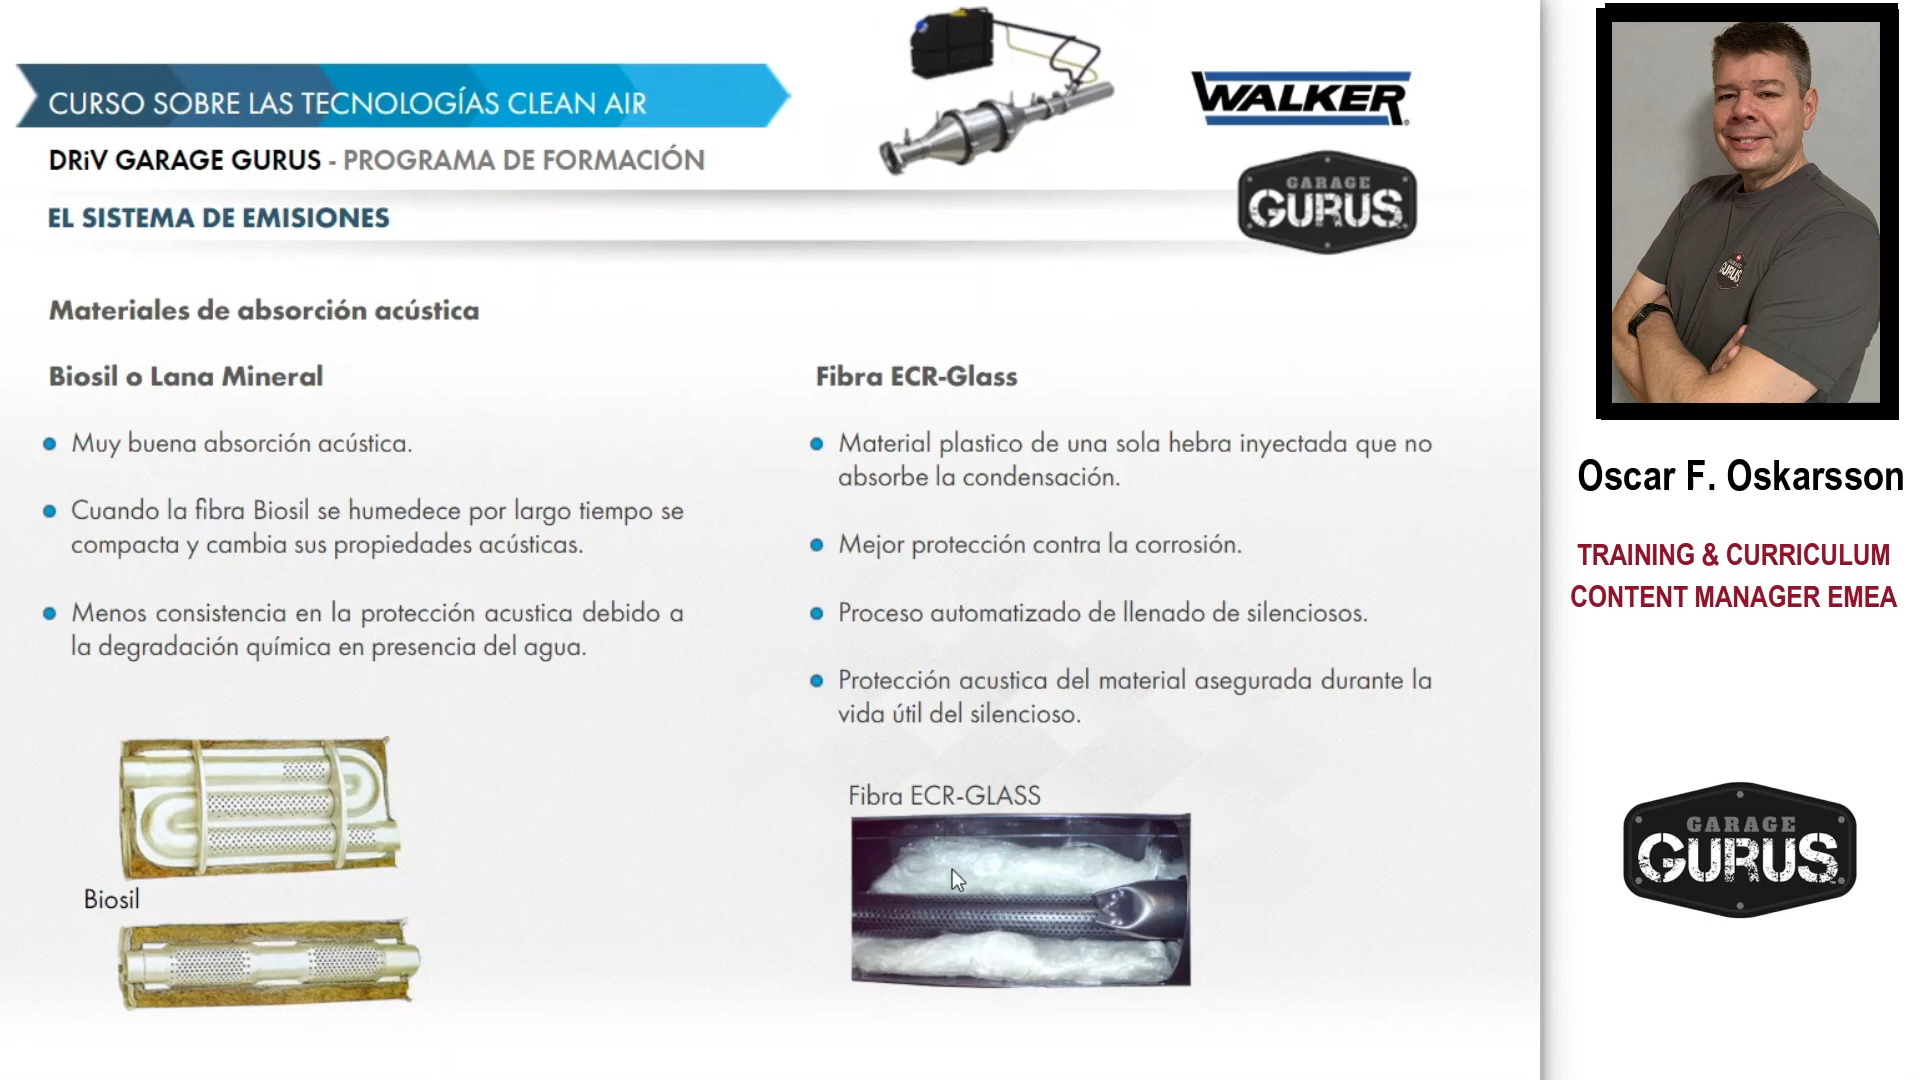 CURSO SOBRE LAS TECNOLOGÍAS CLEAN AIR
DRiV GARAGE GURUS - PROGRAMA DE FORMACIÓN
WALKER®
GARAGE
GURUS
EL SISTEMA DE EMISIONES
Materiales de absorción acústica
Biosil o Lana Mineral
Muy buena absorción acústica.
Cuando la fibra Biosil se humedece por largo tiempo se
compacta y cambia sus propiedades acústicas.
Menos consistencia en la protección acustica debido a
la degradación química en presencia del agua.
Biosil
Fibra ECR-Glass
Material plastico de una sola hebra inyectada que no
absorbe la condensación.
Mejor protección contra la corrosión.
Proceso automatizado de llenado de silenciosos.
Protección acustica del material asegurada durante la
vida útil del silencioso.
Fibra ECR-GLASS
GARAGE
GURUS
Oscar F. Oskarsson
TRAINING & CURRICULUM
CONTENT MANAGER EMEA
GARAGE
GURUS™